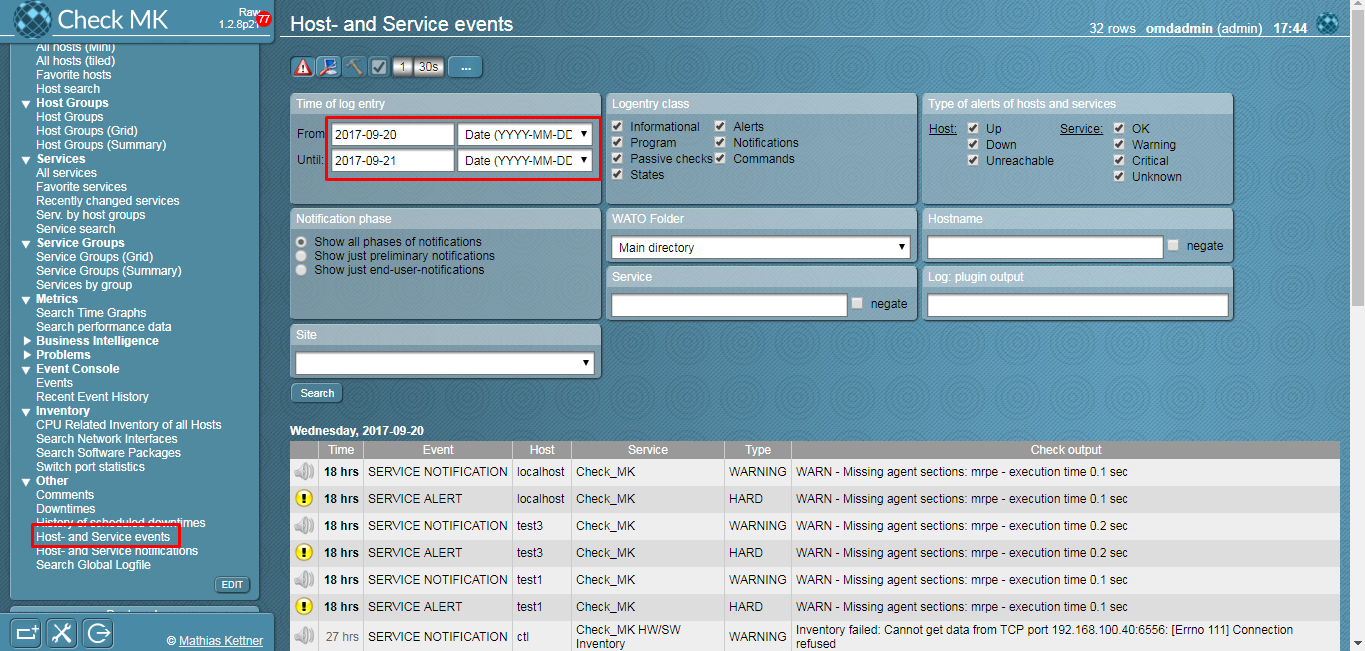 Check MK
Raw
1.2.8p2
77
All hosts (Mini)
All hosts (tiled)
Favorite hosts
Host search
Host Groups
Host Groups
Host Groups (Grid)
Host Groups (Summary)
Services
All services
Favorite services
Recently changed services
Serv. by host groups
Service search
Service Groups
Service Groups (Grid)
Service Groups (Summary)
Services by group
Metrics
Search Time Graphs
Search performance data
Business Intelligence
Problems
Event Console
Events
Recent Event History
Inventory
CPU Related Inventory of all Hosts
Search Network Interfaces
Search Software Packages
Switch port statistics
Other
Comments
Downtimes
History of scheduled downtimes
Host- and Service events
Host- and Service notifications
Search Global Logfile
EDIT
© Mathias Kettner
Host- and Service events
32 rows omdadmin (admin) 17:44
1 30s ...
Time of log entry
From 2017-09-20 Date (YYYY-MM-DD
Until: 2017-09-21 Date (YYYY-MM-DD
Logentry class
Informational Alerts
Program Notifications
Passive checks Commands
States
Type of alerts of hosts and services
Host: Up Service: OK
Down Warning
Unreachable Critical
Unknown
Notification phase
Show all phases of notifications
Show just preliminary notifications
Show just end-user-notifications
WATO Folder
Main directory
Hostname
negate
Service
negate
Log: plugin output
Site
Search
Wednesday, 2017-09-20
Time Event Host Service Type Check output
18 hrs SERVICE NOTIFICATION localhost Check_MK WARNING WARN - Missing agent sections: mrpe - execution time 0.1 sec
18 hrs SERVICE ALERT localhost Check_MK HARD WARN - Missing agent sections: mrpe - execution time 0.1 sec
18 hrs SERVICE NOTIFICATION test3 Check_MK WARNING WARN - Missing agent sections: mrpe - execution time 0.2 sec
18 hrs SERVICE ALERT test3 Check_MK HARD WARN - Missing agent sections: mrpe - execution time 0.2 sec
18 hrs SERVICE NOTIFICATION test1 Check_MK WARNING WARN - Missing agent sections: mrpe - execution time 0.1 sec
18 hrs SERVICE ALERT test1 Check_MK HARD WARN - Missing agent sections: mrpe - execution time 0.1 sec
27 hrs SERVICE NOTIFICATION ctl Check_MK HW/SW Inventory WARNING Inventory failed: Cannot get data from TCP port 192.168.100.40:6556: [Errno 111] Connection refused